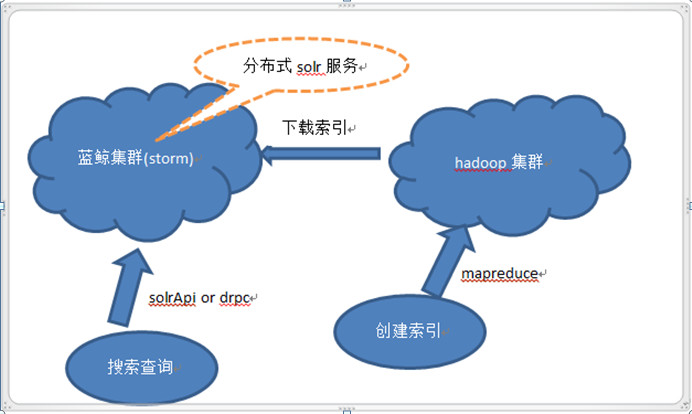 分布式 solr 服务
下载索引
蓝鲸集群(storm)
hadoop 集群
mapreduce
solrApi or drpc
创建索引
搜索查询